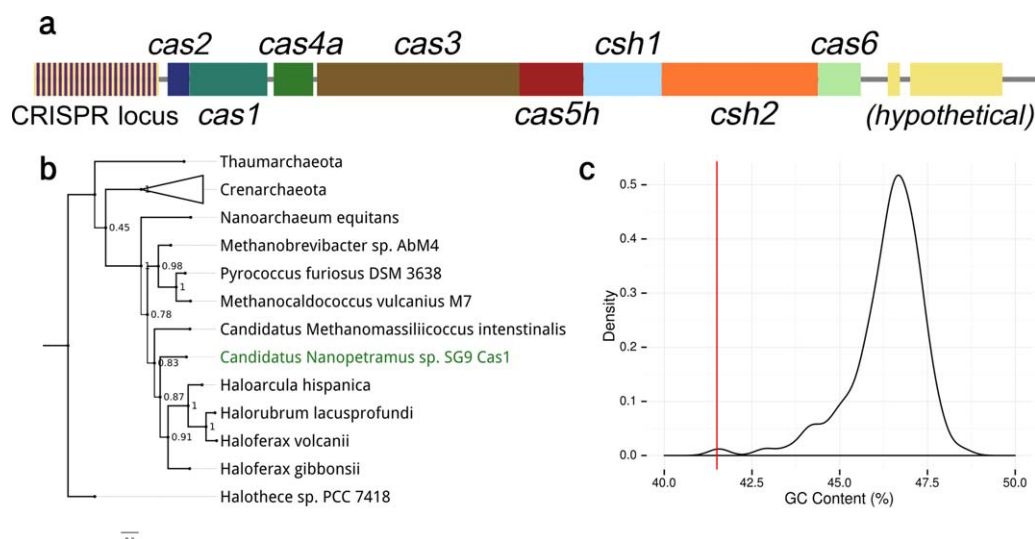 a
cas2 cas4a cas3 csh1 cas6
CRISPR locus cas1 cas5h csh2 (hypothetical)
b
Thaumarchaeota
1 Crenarchaeota
0.45
Nanoarchaeum equitans
Methanobrevibacter sp. AbM4
1 0.98
Pyrococcus furiosus DSM 3638
1
Methanocaldococcus vulcanius M7
0.78
Candidatus Methanomassiliicoccus intenstinalis
Candidatus Nanopetramus sp. SG9 Cas1
0.83
Haloarcula hispanica
0.87
1
Halorubrum lacusprofundi
1
0.91
Haloferax volcanii
Haloferax gibbonsii
Halothece sp. PCC 7418
c
0.5
0.4
0.3
0.2
0.1
0.0
Density
40.0 42.5 45.0 47.5 50.0
GC Content (%)